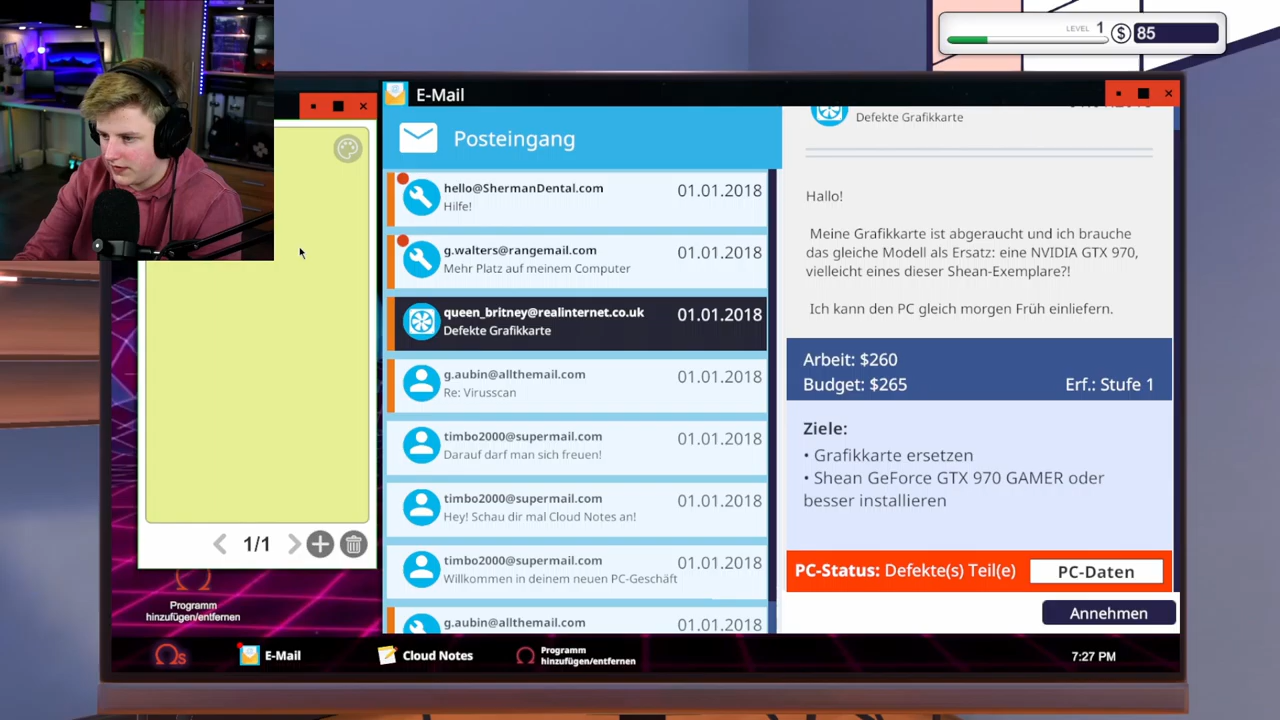 LEVEL 1 $ 85
E-Mail
Posteingang
hello@ShermanDental.com 01.01.2018
Hilfe!
g.walters@rangemail.com 01.01.2018
Mehr Platz auf meinem Computer
queen_britney@realinternet.co.uk 01.01.2018
Defekte Grafikkarte
g.aubin@allthemail.com 01.01.2018
Re: Virusscan
timbo2000@supermail.com 01.01.2018
Darauf darf man sich freuen!
timbo2000@supermail.com 01.01.2018
Hey! Schau dir mal Cloud Notes an!
timbo2000@supermail.com 01.01.2018
Willkommen in deinem neuen PC-Geschäft
g.aubin@allthemail.com 01.01.2018
Defekte Grafikkarte
Hallo!
Meine Grafikkarte ist abgeraucht und ich brauche
das gleiche Modell als Ersatz: eine NVIDIA GTX 970,
vielleicht eines dieser Shean-Exemplare?!
Ich kann den PC gleich morgen Früh einliefern.
Arbeit: $260
Budget: $265 Erf.: Stufe 1
Ziele:
• Grafikkarte ersetzen
• Shean GeForce GTX 970 GAMER oder
besser installieren
PC-Status: Defekte(s) Teil(e) PC-Daten
Annehmen
1/1
Programm
hinzufügen/entfernen
Ωs E-Mail Cloud Notes Programm
hinzufügen/entfernen
7:27 PM